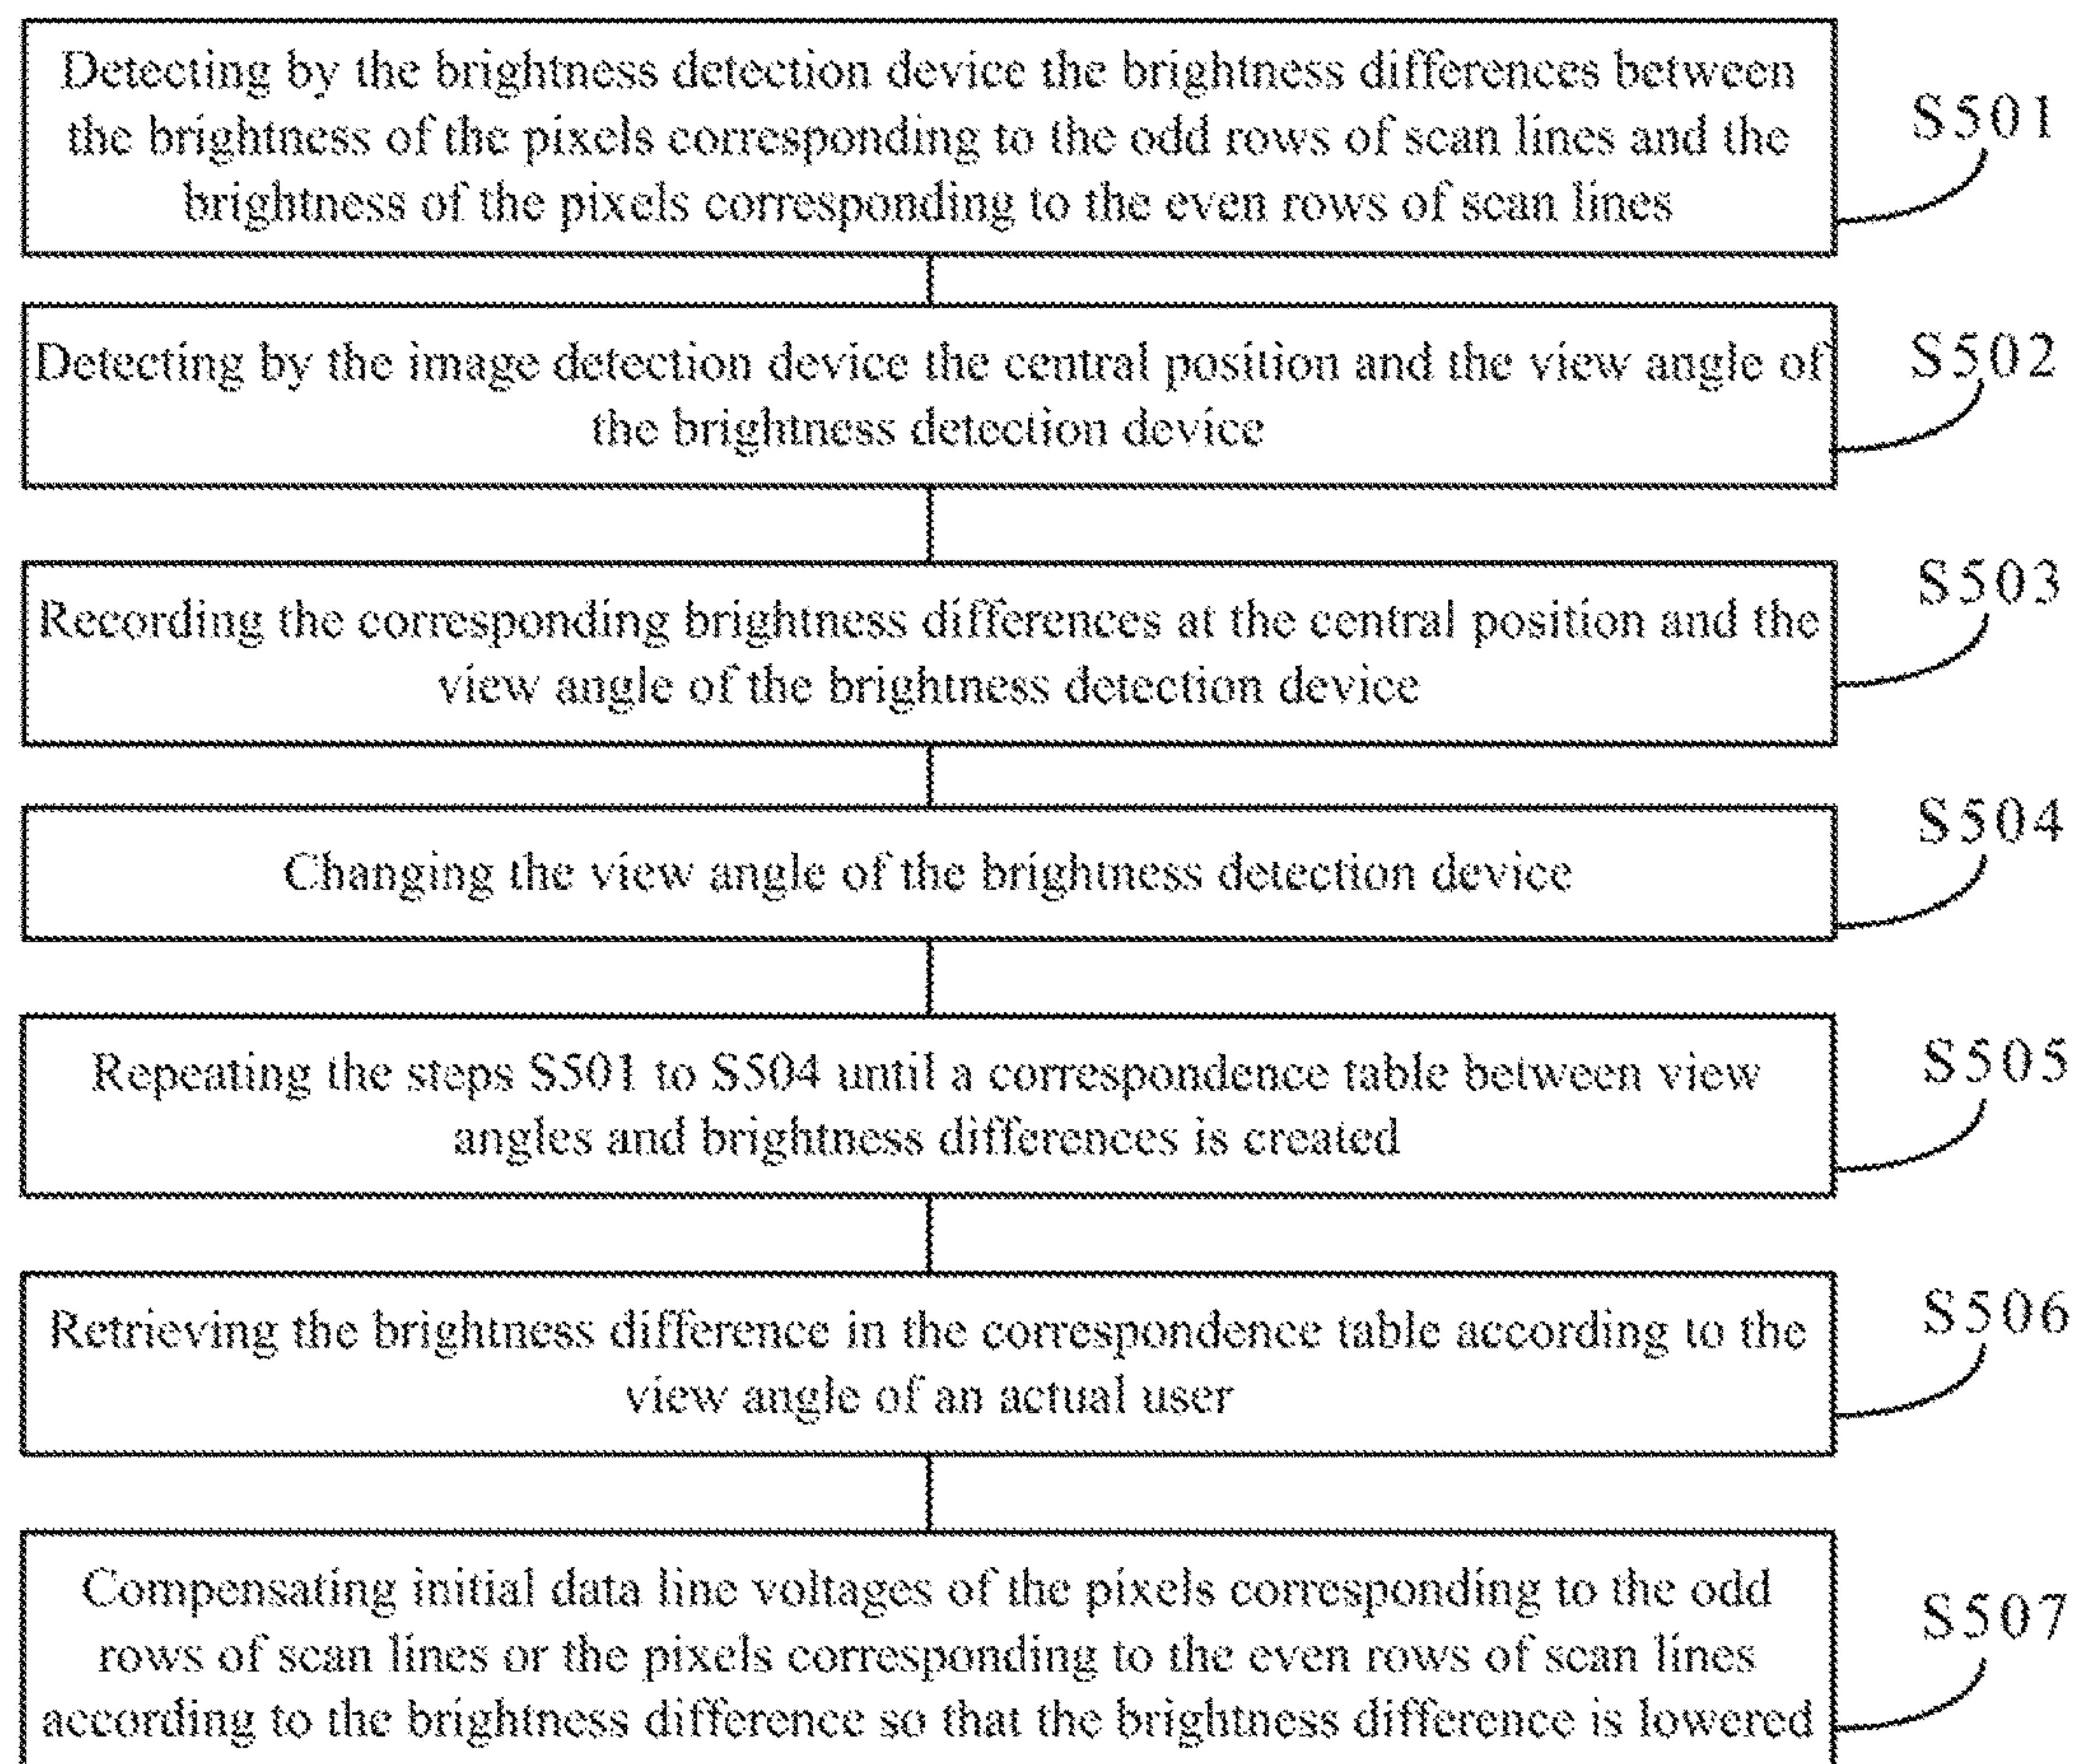 Detecting by the brightness detection device the brightness differences between
the brightness of the pixels corresponding to the odd rows of scan lines and the
brightness of the pixels corresponding to the even rows of scan lines
S501
Detecting by the image detection device the central position and the view angle of
the brightness detection device
S502
Recording the corresponding brightness differences at the central position and the
view angle of the brightness detection device
S503
Changing the view angle of the brightness detection device
S504
Repeating the steps S501 to S504 until a correspondence table between view
angles and brightness differences is created
S505
Retrieving the brightness difference in the correspondence table according to the
view angle of an actual user
S506
Compensating initial data line voltages of the pixels corresponding to the odd
rows of scan lines or the pixels corresponding to the even rows of scan lines
according to the brightness difference so that the brightness difference is lowered
S507